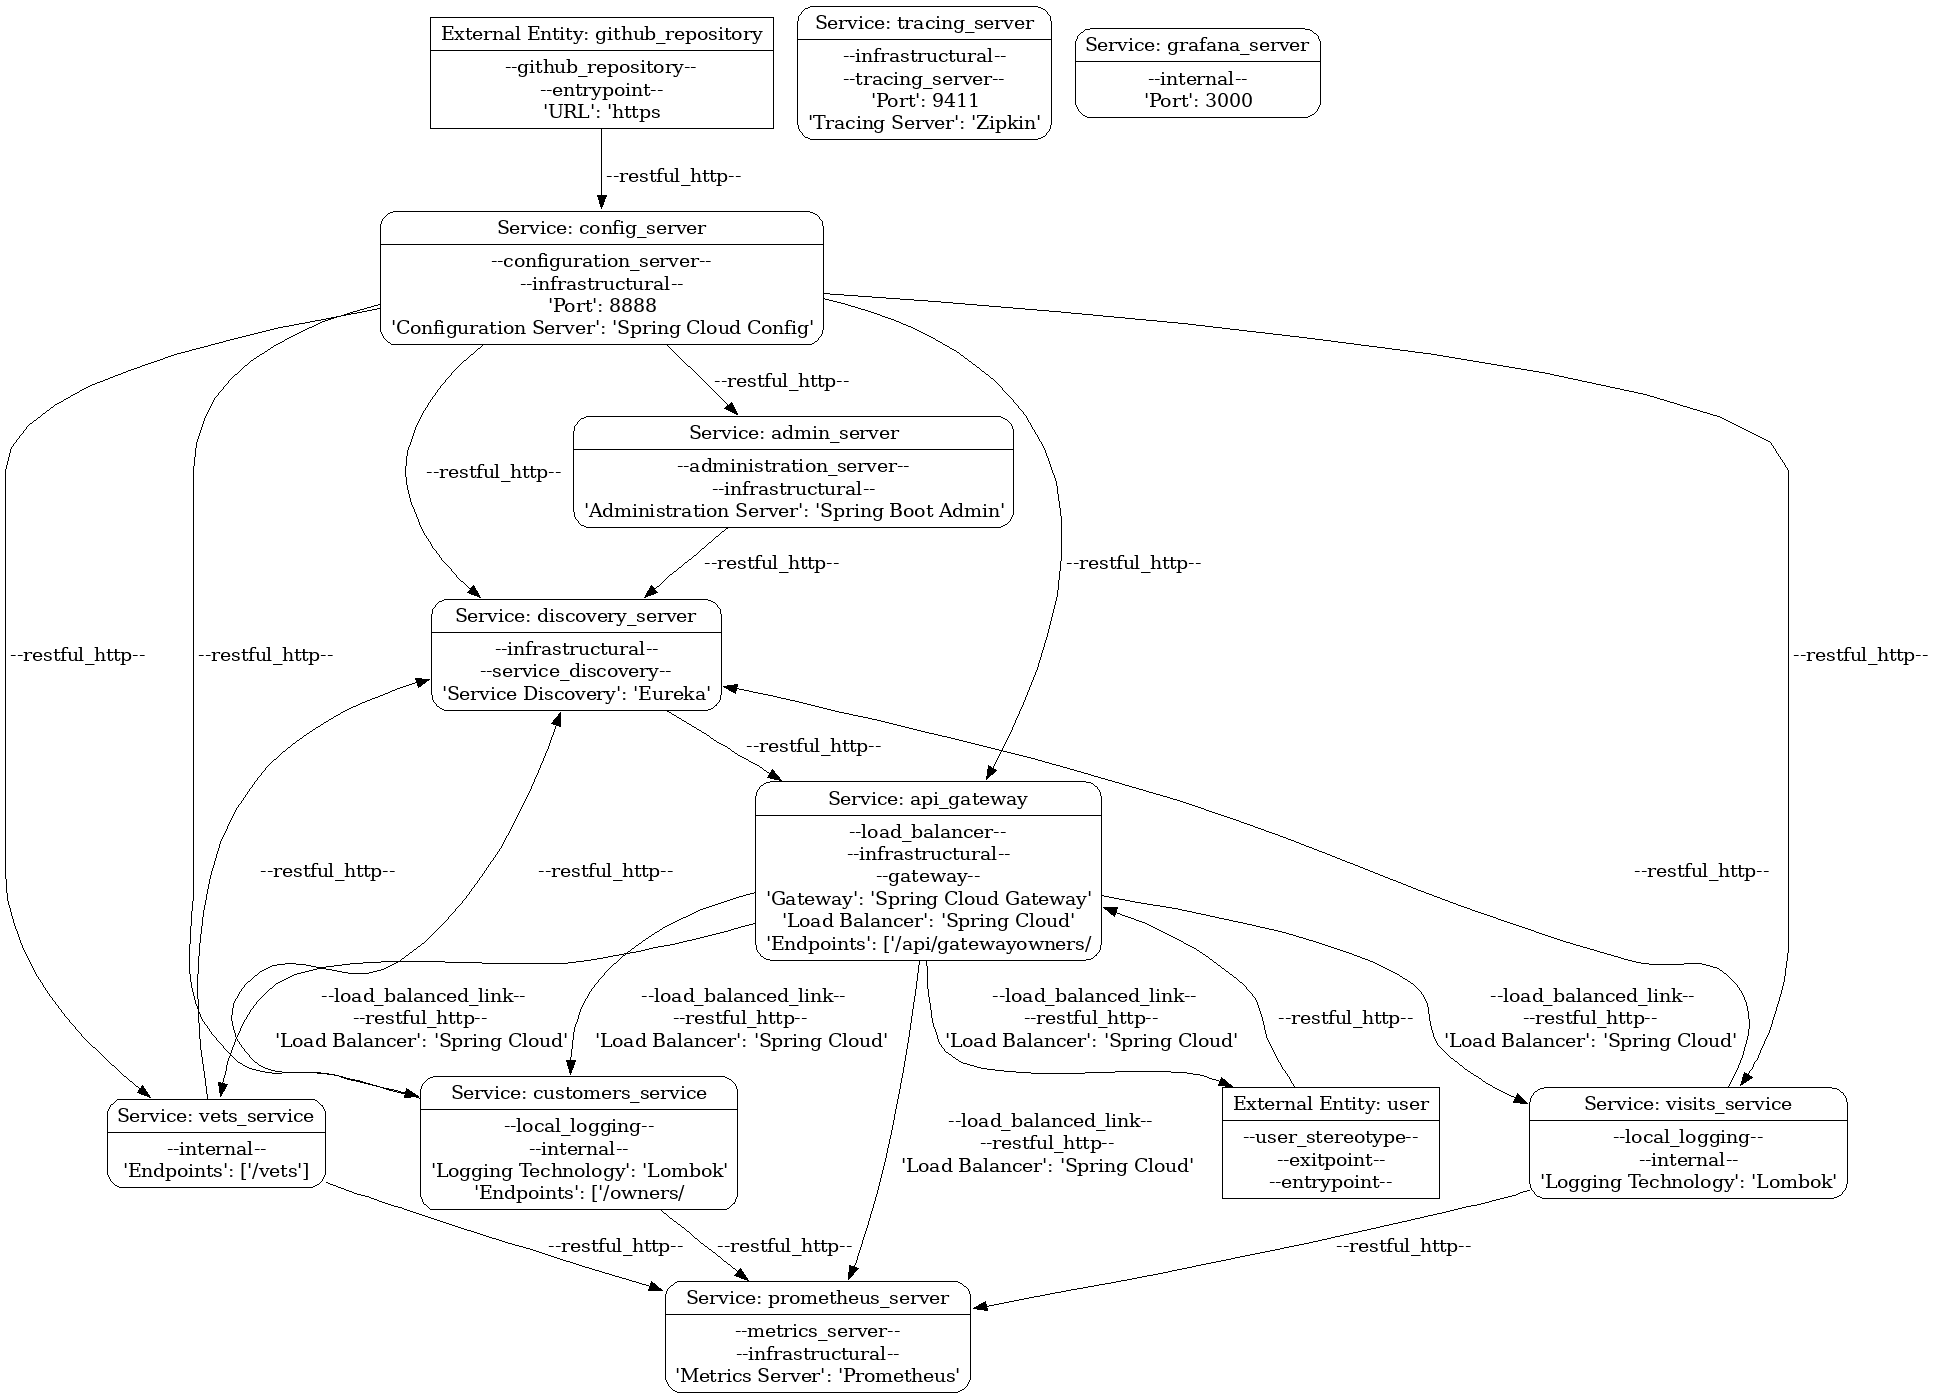 External Entity: github_repository
--github_repository--
--entrypoint--
'URL': 'https
Service: tracing_server
--infrastructural--
--tracing_server--
'Port': 9411
'Tracing Server': 'Zipkin'
Service: grafana_server
--internal--
'Port': 3000
--restful_http--
Service: config_server
--configuration_server--
--infrastructural--
'Port': 8888
'Configuration Server': 'Spring Cloud Config'
--restful_http--
Service: admin_server
--administration_server--
--infrastructural--
'Administration Server': 'Spring Boot Admin'
--restful_http--
--restful_http--
--restful_http--
Service: discovery_server
--infrastructural--
--service_discovery--
'Service Discovery': 'Eureka'
--restful_http--
--restful_http--
--restful_http--
--restful_http--
Service: api_gateway
--load_balancer--
--infrastructural--
--gateway--
'Gateway': 'Spring Cloud Gateway'
'Load Balancer': 'Spring Cloud'
'Endpoints': ['/api/gatewayowners/
--restful_http--
--restful_http--
--restful_http--
--load_balanced_link--
--restful_http--
'Load Balancer': 'Spring Cloud'
--load_balanced_link--
--restful_http--
'Load Balancer': 'Spring Cloud'
--load_balanced_link--
--restful_http--
'Load Balancer': 'Spring Cloud'
--restful_http--
--load_balanced_link--
--restful_http--
'Load Balancer': 'Spring Cloud'
Service: vets_service
--internal--
'Endpoints': ['/vets']
Service: customers_service
--local_logging--
--internal--
'Logging Technology': 'Lombok'
'Endpoints': ['/owners/
--load_balanced_link--
--restful_http--
'Load Balancer': 'Spring Cloud'
External Entity: user
--user_stereotype--
--exitpoint--
--entrypoint--
Service: visits_service
--local_logging--
--internal--
'Logging Technology': 'Lombok'
--restful_http--
--restful_http--
--restful_http--
Service: prometheus_server
--metrics_server--
--infrastructural--
'Metrics Server': 'Prometheus'